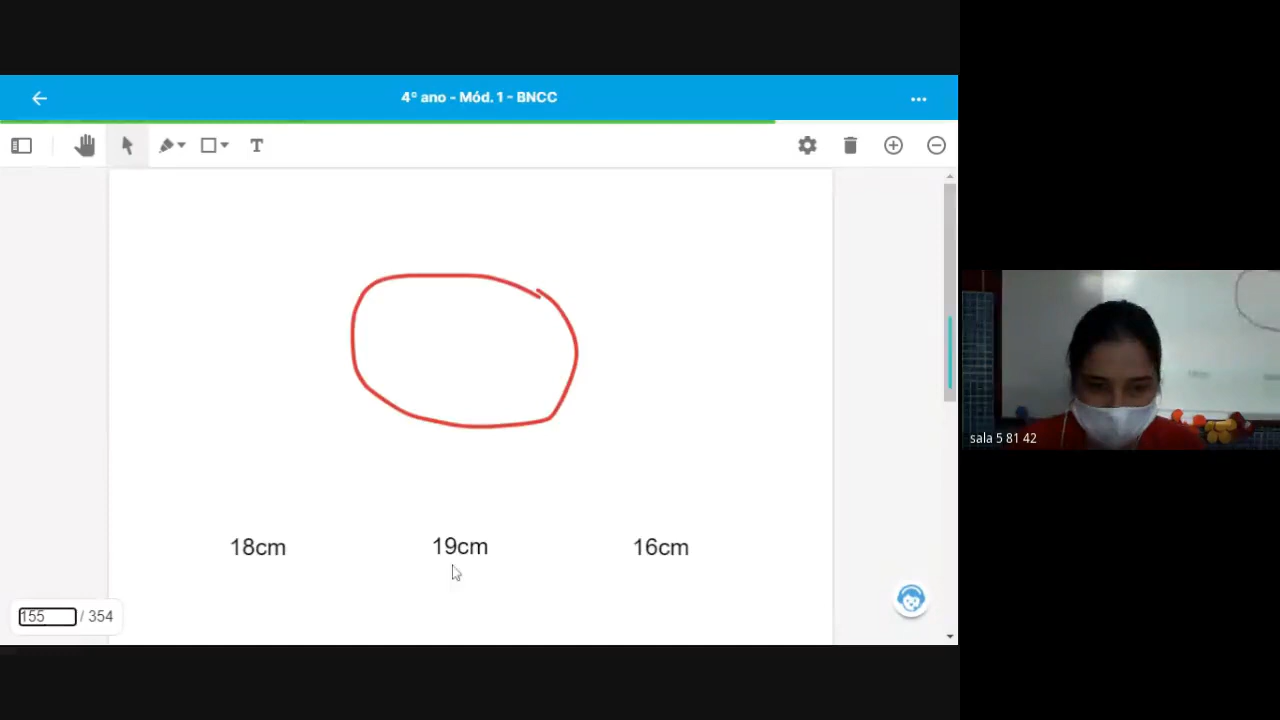 4º ano - Mód. 1 - BNCC
T
18cm 19cm 16cm
155 / 354
sala 5 81 42